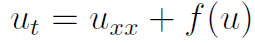 u_t = u_{xx} + f(u)